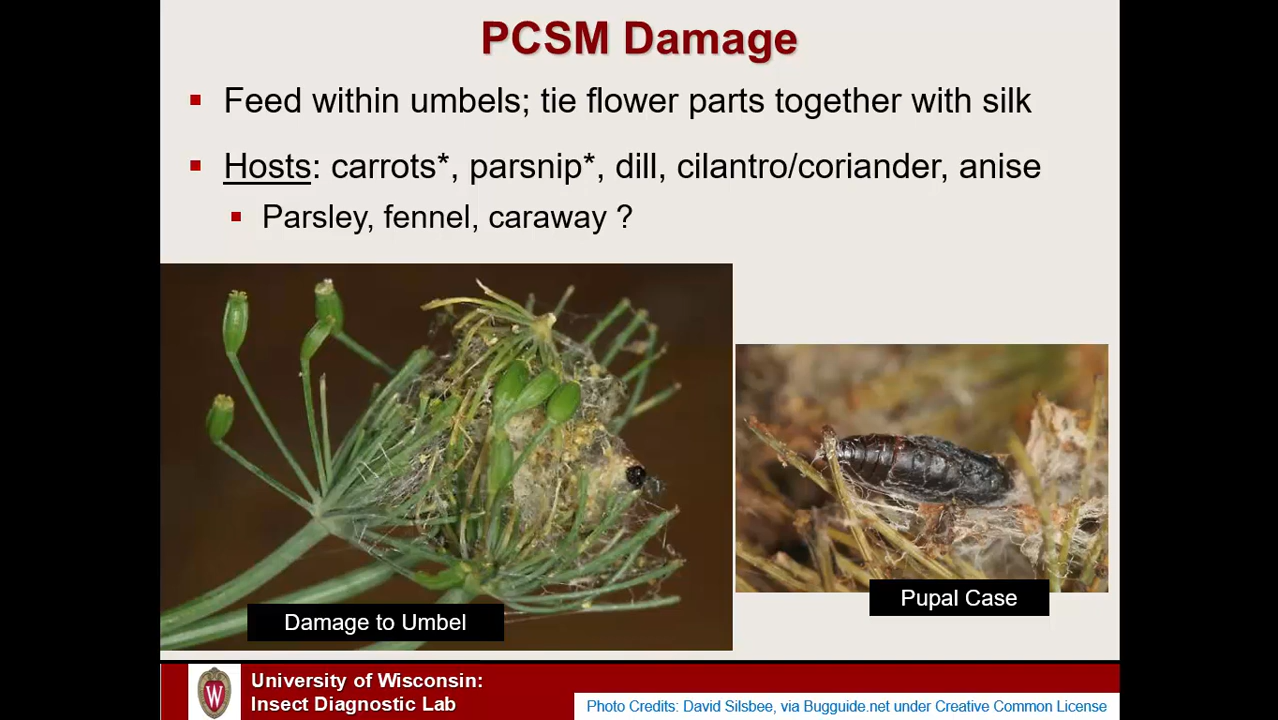 PCSM Damage
Feed within umbels; tie flower parts together with silk
Hosts: carrots*, parsnip*, dill, cilantro/coriander, anise
Parsley, fennel, caraway ?
Damage to Umbel
Pupal Case
W
University of Wisconsin:
Insect Diagnostic Lab
Photo Credits: David Silsbee, via Bugguide.net under Creative Common License